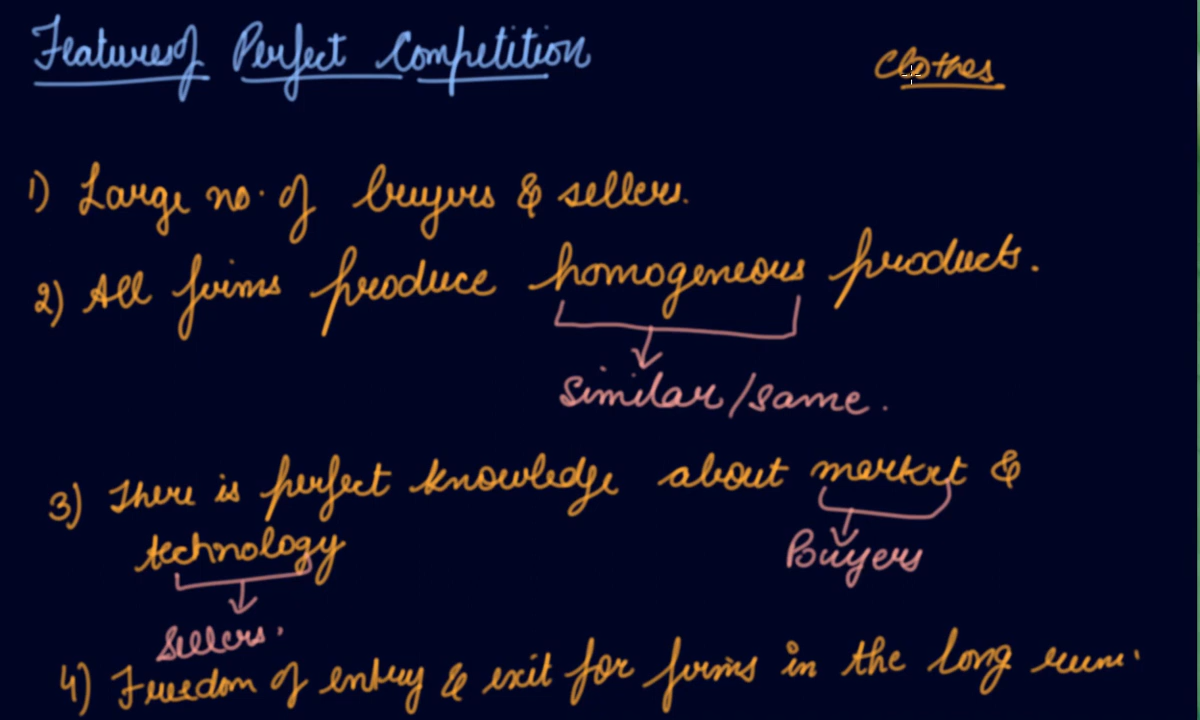 Features of Perfect Competition
Clothes
1) Large no. of buyers & sellers.
2) All firms produce homogeneous products.
similar/same.
3) There is perfect knowledge about market &
technology
Buyers
Sellers.
4) Freedom of entry & exit for firms in the long run.